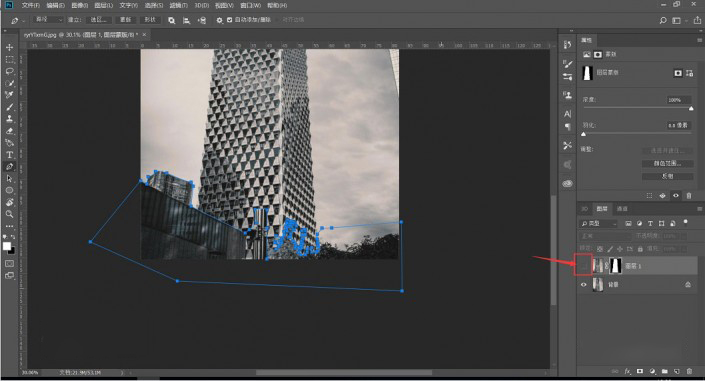 Ps 文件(F) 编辑(E) 图像(I) 图层(L) 文字(Y) 选择(S) 滤镜(T) 3D(D) 视图(V) 窗口(W) 帮助(H)
路径 建立: 选区... 蒙版 形状 自动添加/删除 对齐边缘
@ 30.1% (图层 1, 图层蒙版/8) *
属性
蒙版
图层蒙版
浓度: 100%
羽化: 0.0 像素
调整:
选择并遮住...
颜色范围...
反相
3D 图层 通道
类型
正常 不透明度:
锁定: 填充:
图层 1
背景
30.08% 文档:21.9M/53.1M